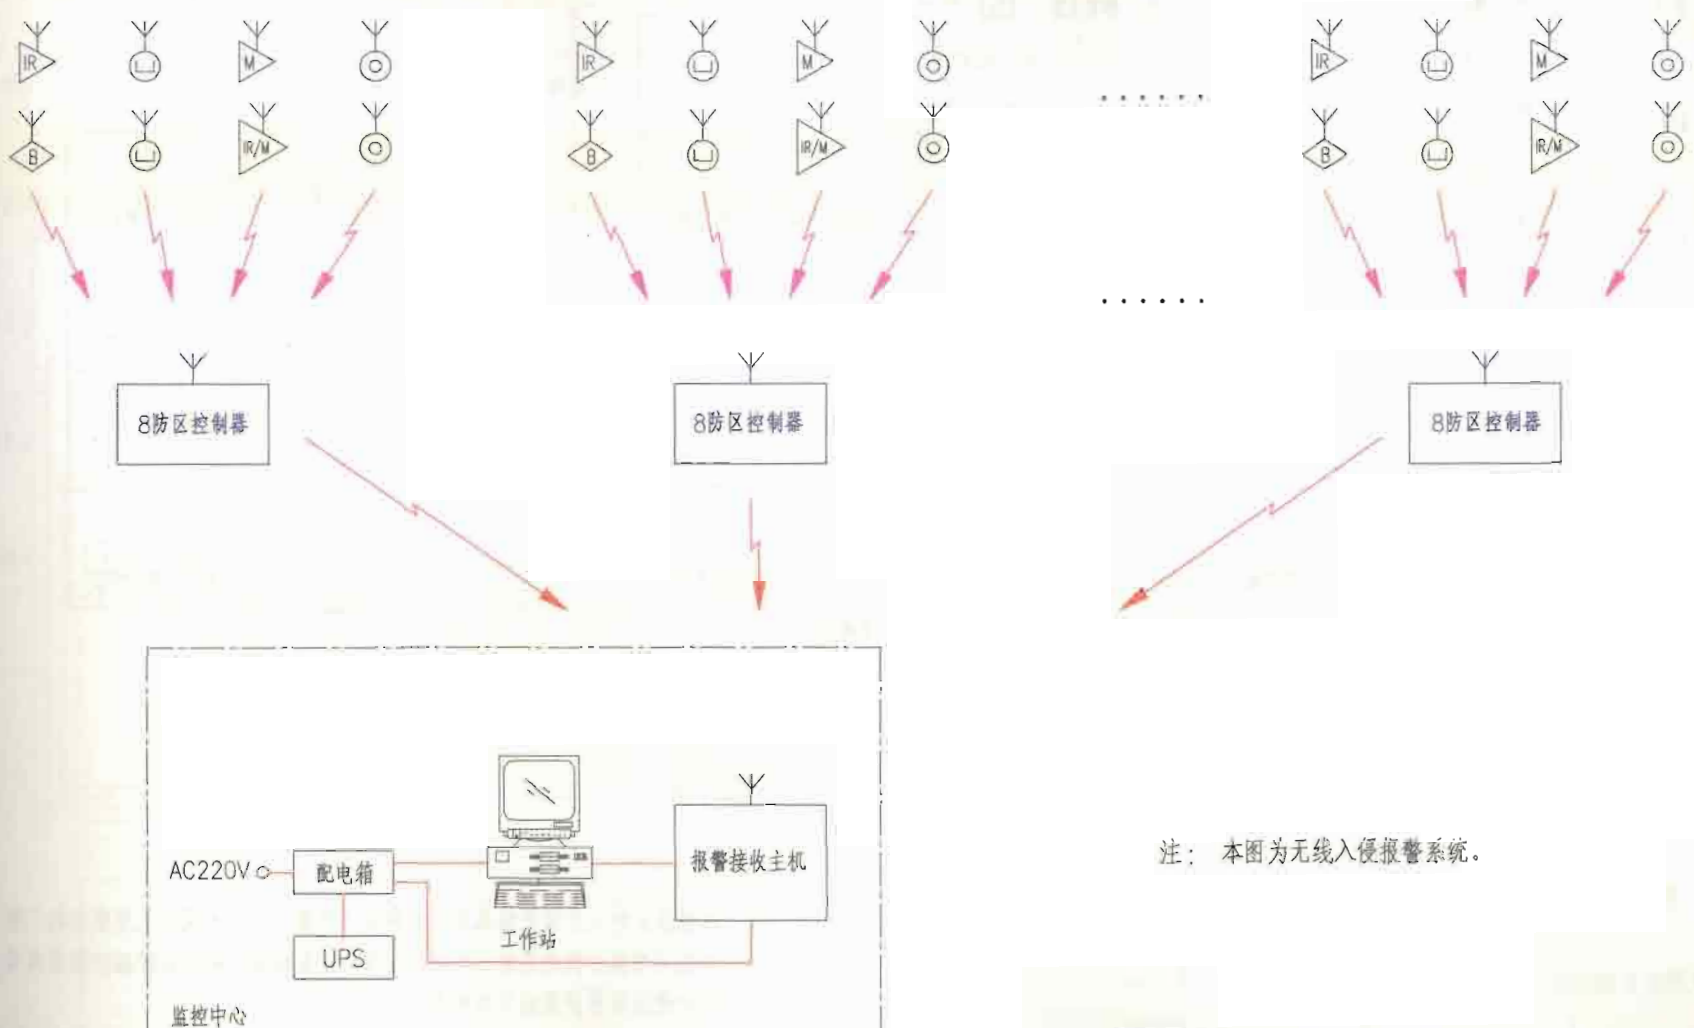 IR M IR M IR M
B IR/M B IR/M B IR/M
8防区控制器 8防区控制器 8防区控制器
AC220V
配电箱
报警接收主机
工作站
UPS
监控中心
注： 本图为无线入侵报警系统。